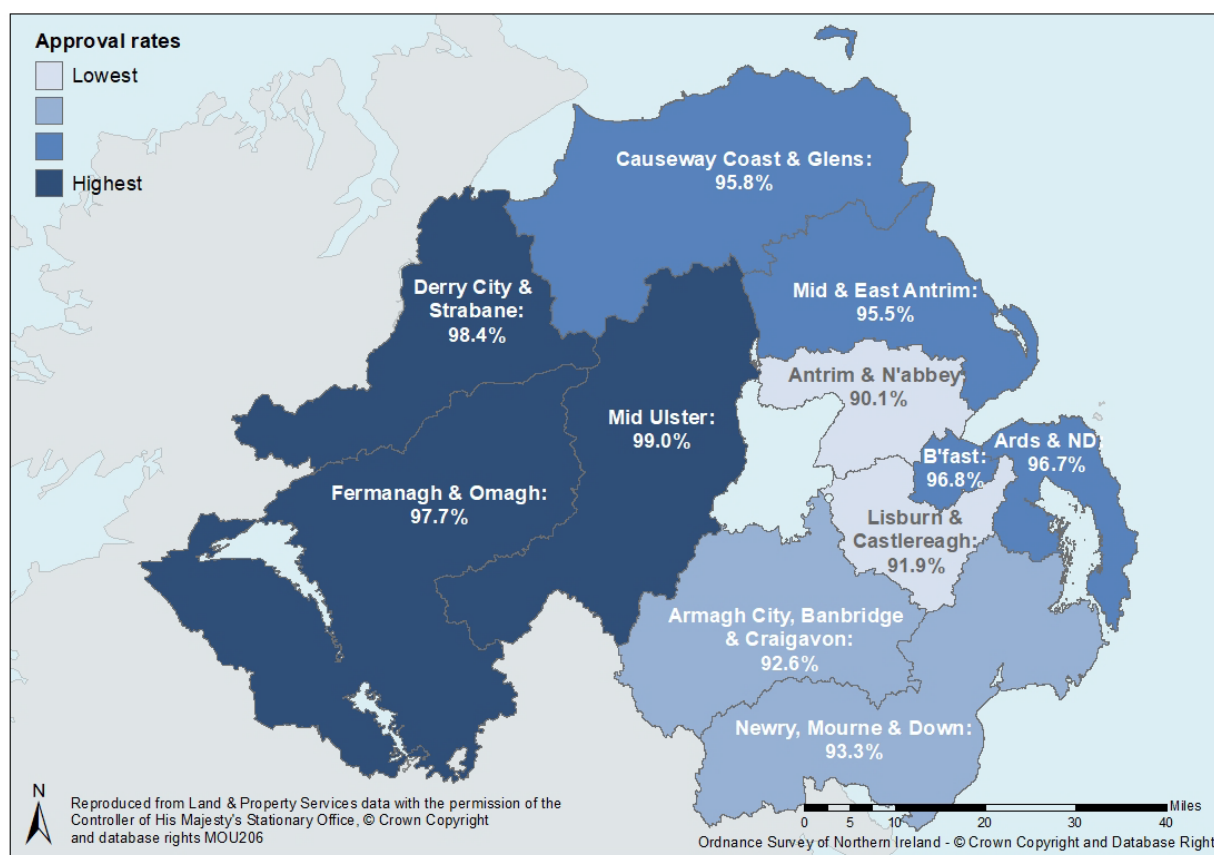 Approval rates
Lowest
Highest
Causeway Coast & Glens:
95.8%
Derry City &
Strabane:
98.4%
Mid & East Antrim:
95.5%
Antrim & N'abbey
90.1%
Mid Ulster:
99.0%
Ards & ND
96.7%
B'fast:
96.8%
Fermanagh & Omagh:
97.7%
Lisburn &
Castlereagh:
91.9%
Armagh City, Banbridge
& Craigavon:
92.6%
Newry, Mourne & Down:
93.3%
N
Reproduced from Land & Property Services data with the permission of the
Controller of His Majesty's Stationary Office, © Crown Copyright
and database rights MOU206
Miles
0 5 10 20 30 40
Ordnance Survey of Northern Ireland - © Crown Copyright and Database Right